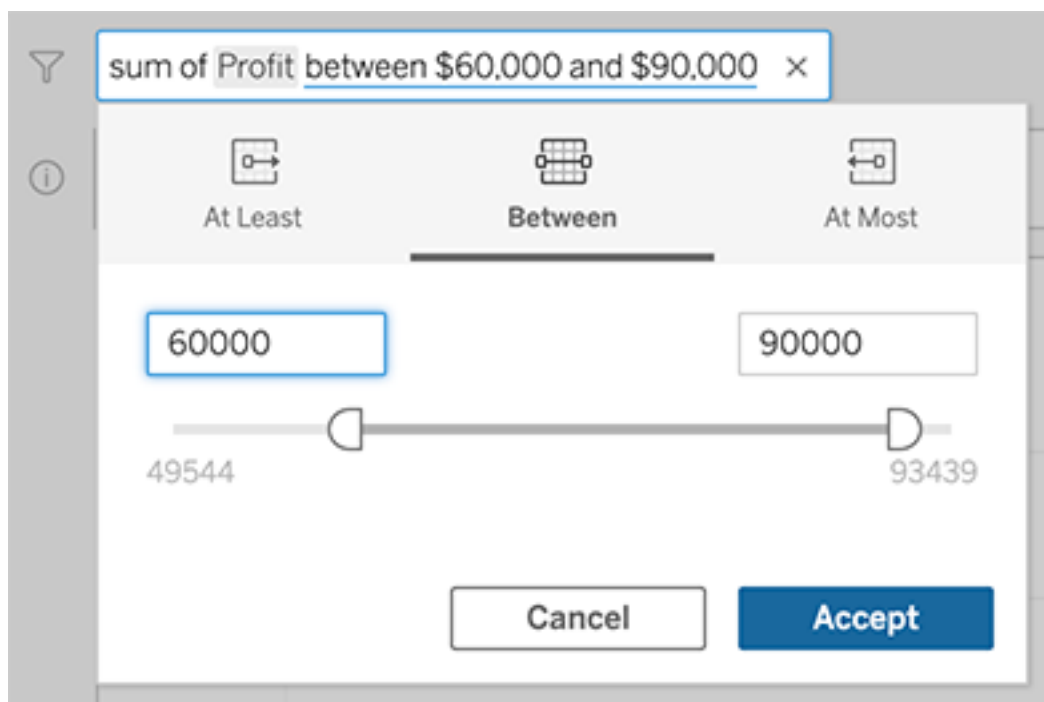 sum of Profit between $60,000 and $90,000 ×
At Least Between At Most
60000 90000
49544 93439
Cancel Accept